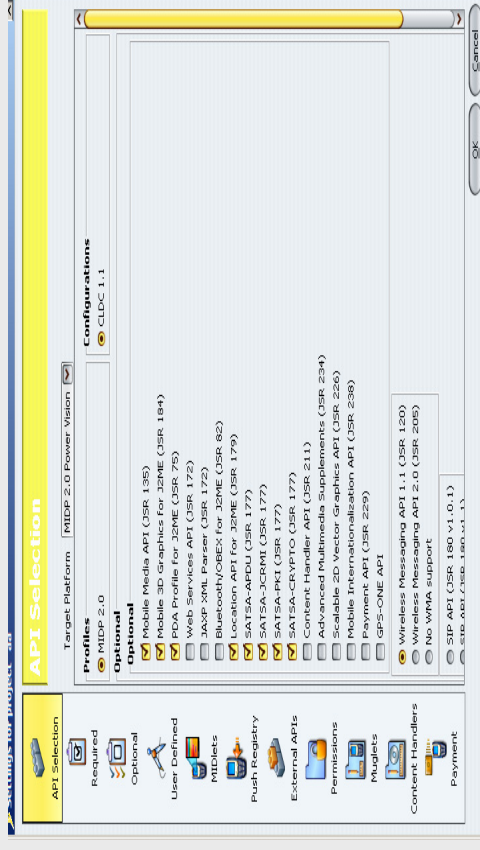 Settings for project
API Selection
Required
Optional
User Defined
MIDlets
Push Registry
External APIs
Permissions
Muglets
Content Handlers
Payment
API Selection
Target Platform MIDP 2.0 Power Vision
Profiles
MIDP 2.0
Configurations
CLDC 1.1
Optional
Optional
Mobile Media API (JSR 135)
Mobile 3D Graphics for J2ME (JSR 184)
PDA Profile for J2ME (JSR 75)
Web Services API (JSR 172)
JAXP XML Parser (JSR 172)
Bluetooth/OBEX for J2ME (JSR 82)
Location API for J2ME (JSR 179)
SATSA-APDU (JSR 177)
SATSA-JCRMI (JSR 177)
SATSA-PKI (JSR 177)
SATSA-CRYPTO (JSR 177)
Content Handler API (JSR 211)
Advanced Multimedia Supplements (JSR 234)
Scalable 2D Vector Graphics API (JSR 226)
Mobile Internationalization API (JSR 238)
Payment API (JSR 229)
GPS-ONE API
Wireless Messaging API 1.1 (JSR 120)
Wireless Messaging API 2.0 (JSR 205)
No WMA support
SIP API (JSR 180 v1.0.1)
SIP API (JSR 180 v1.1)
OK
Cancel